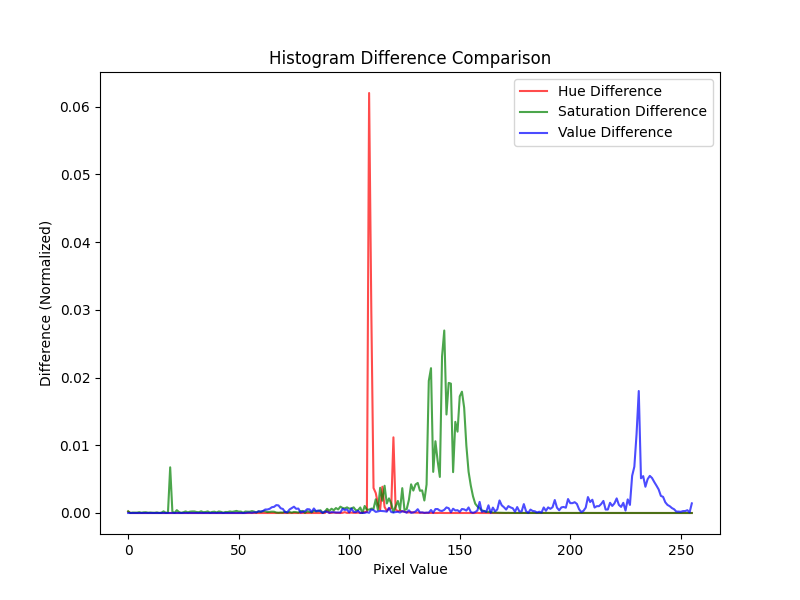 Histogram Difference Comparison
Hue Difference
Saturation Difference
Value Difference
Difference (Normalized)
0.06
0.05
0.04
0.03
0.02
0.01
0.00
0 50 100 150 200 250
Pixel Value